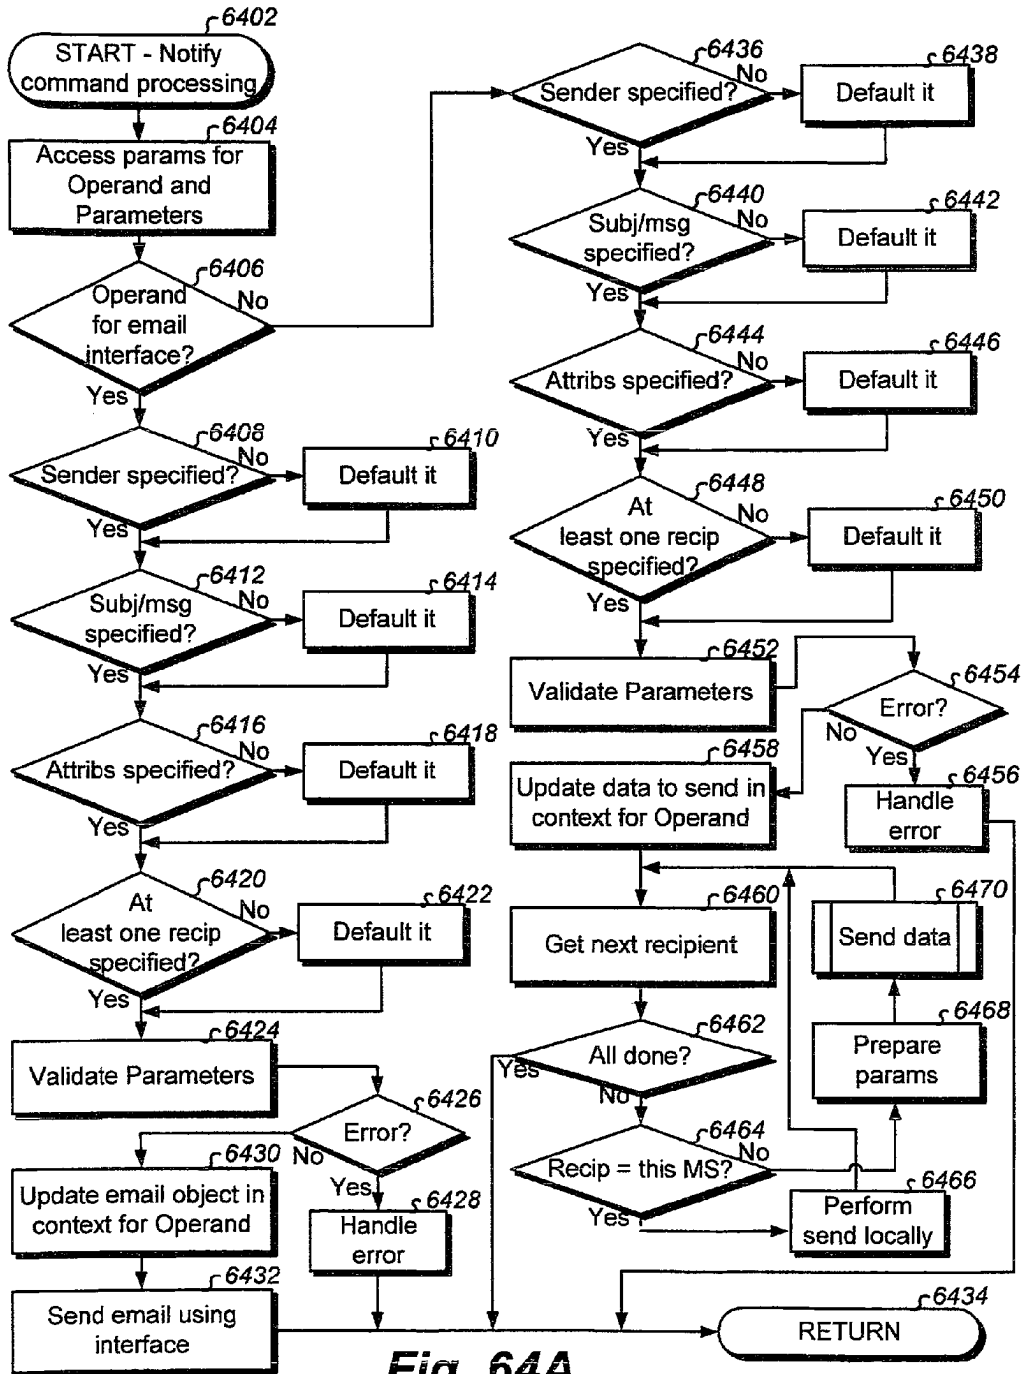 6402
START - Notify
command processing
6404
Access params for
Operand and
Parameters
6406
Operand
for email
interface?
No
Yes
6408
Sender specified?
No
Yes
6410
Default it
6412
Subj/msg
specified?
No
Yes
6414
Default it
6416
Attribs specified?
No
Yes
6418
Default it
6420
At
least one recip
specified?
No
Yes
6422
Default it
6424
Validate Parameters
6426
Error?
No
Yes
6428
Handle
error
6430
Update email object in
context for Operand
6432
Send email using
interface
6436
Sender specified?
No
Yes
6438
Default it
6440
Subj/msg
specified?
No
Yes
6442
Default it
6444
Attribs specified?
No
Yes
6446
Default it
6448
At
least one recip
specified?
No
Yes
6450
Default it
6452
Validate Parameters
6454
Error?
No
Yes
6456
Handle
error
6458
Update data to send in
context for Operand
6460
Get next recipient
6462
All done?
Yes
No
6464
Recip = this MS?
No
Yes
6466
Perform
send locally
6468
Prepare
params
6470
Send data
6434
RETURN
Fig. 64A